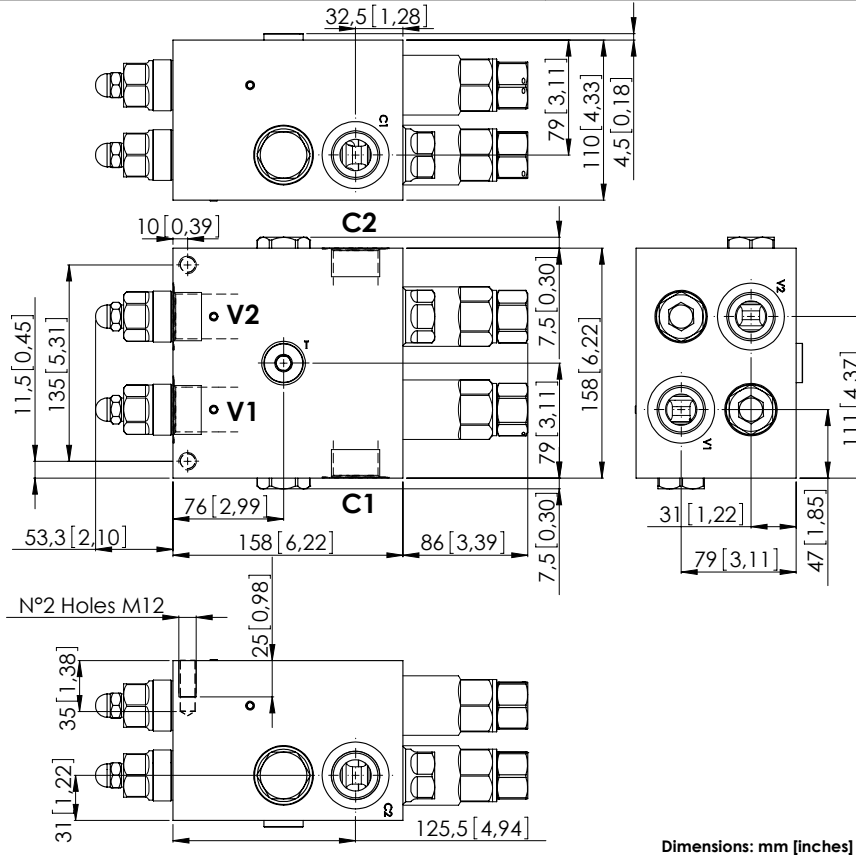 32,5 [1,28]
79 [3,11]
110 [4,33]
4,5 [0,18]
C1
10 [0,39]
C2
V2
V1
T
11,5 [0,45]
135 [5,31]
7,5 [0,30]
79 [3,11]
158 [6,22]
7,5 [0,30]
C1
76 [2,99]
53,3 [2,10]
158 [6,22]
86 [3,39]
V2
V1
111 [4,37]
31 [1,22]
79 [3,11]
47 [1,85]
N°2 Holes M12
25 [0,98]
35 [1,38]
31 [1,22]
C2
125,5 [4,94]
Dimensions: mm [inches]